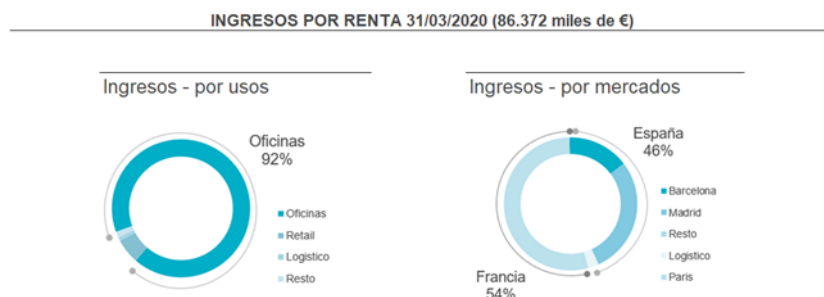 INGRESOS POR RENTA 31/03/2020 (86.372 miles de €)
Ingresos - por usos
Oficinas
92%
Oficinas
Retail
Logistico
Resto
Ingresos - por mercados
España
46%
Barcelona
Madrid
Resto
Logistico
Paris
Francia
54%